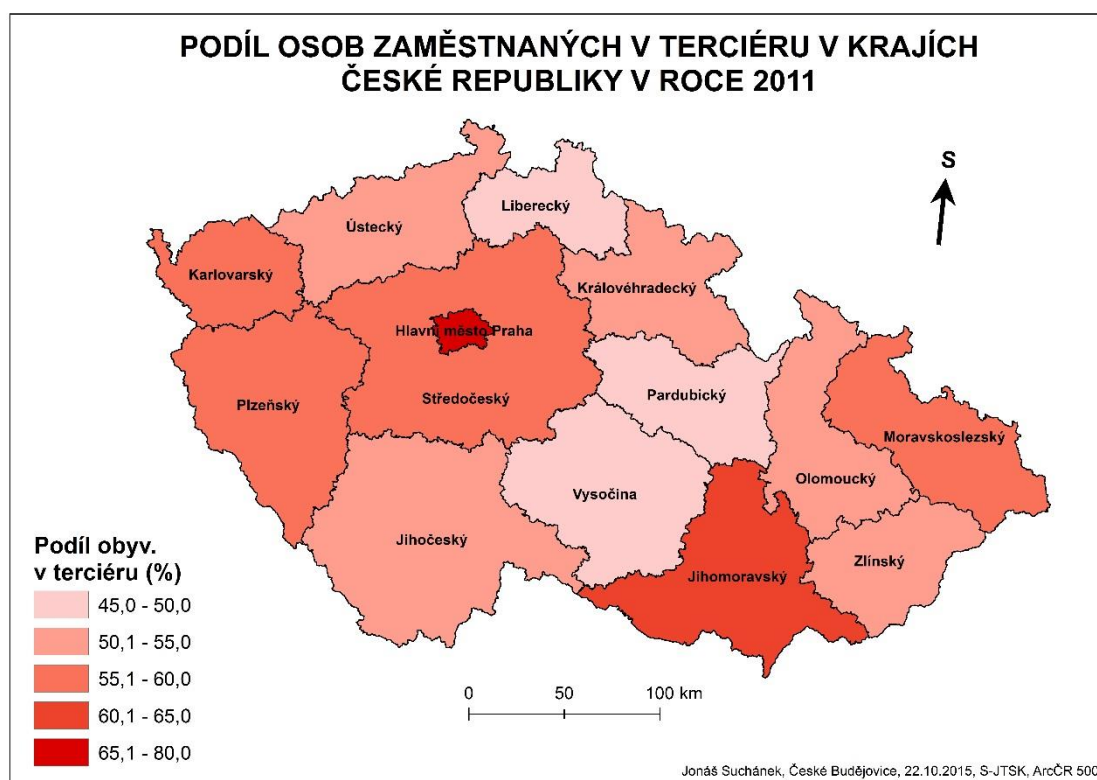 PODÍL OSOB ZAMĚSTNANÝCH V TERCIÉRU V KRAJÍCH
ČESKÉ REPUBLIKY V ROCE 2011
S
Liberecký
Ústecký
Karlovarský
Královéhradecký
Hlavní město Praha
Plzeňský
Středočeský
Pardubický
Moravskoslezský
Olomoucký
Vysočina
Jihočeský
Zlínský
Jihomoravský
Podíl obyv.
v terciéru (%)
45,0 - 50,0
50,1 - 55,0
55,1 - 60,0
60,1 - 65,0
65,1 - 80,0
0 50 100 km
Jonáš Suchánek, České Budějovice, 22.10.2015, S-JTSK, ArcČR 500